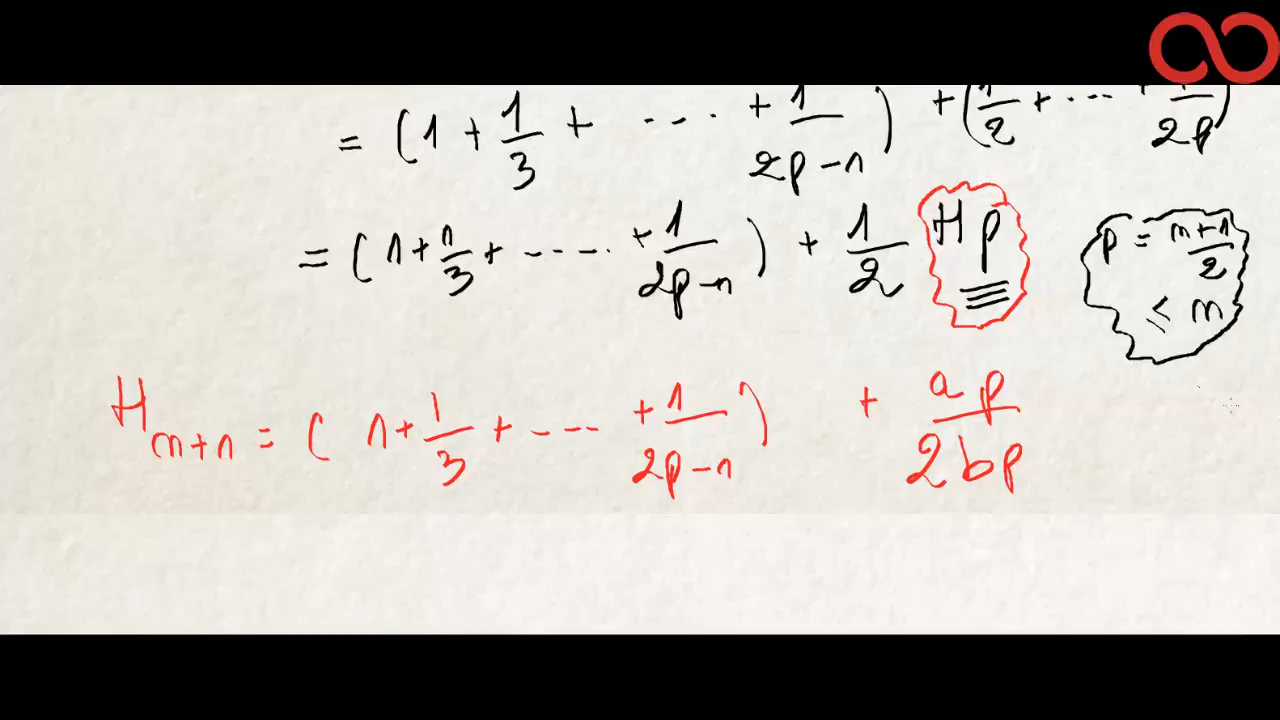 = (1 + 1/3 + .... + 1/(2p-1)) + (1/2 + ... + 1/2p)
= (1 + 1/3 + ..... + 1/(2p-1)) + 1/2 Hp
p = (m+1)/2
≤ m
H_{m+1} = (1 + 1/3 + .... + 1/(2p-1)) + ap/2bp